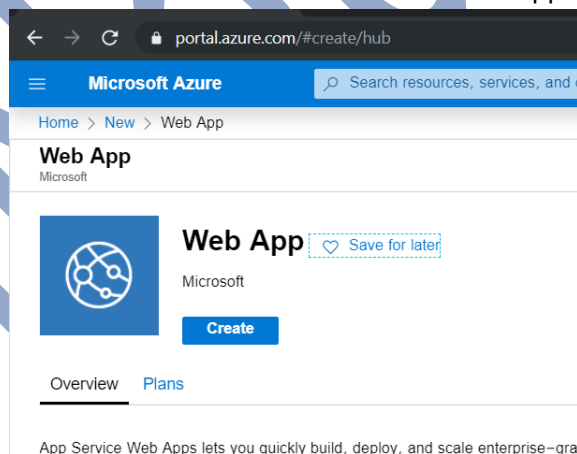 portal.azure.com/#create/hub
Microsoft Azure
Search resources, services, and
Home > New > Web App
Web App
Microsoft
Web App
Save for later
Microsoft
Create
Overview Plans
App Service Web Apps lets you quickly build, deploy, and scale enterprise-gra